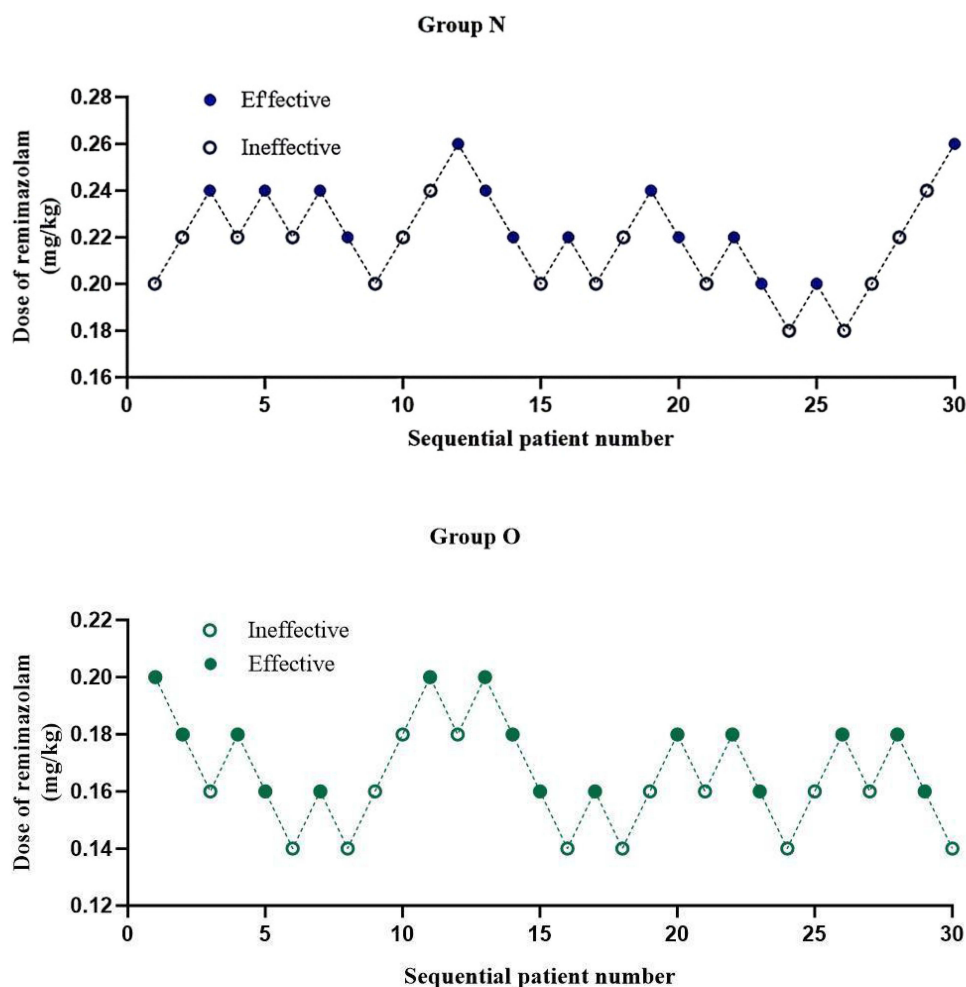 Group N
Effective
Ineffective
Dose of remimazolam
(mg/kg)
0.28
0.26
0.24
0.22
0.20
0.18
0.16
0
5
10
15
20
25
30
Sequential patient number
Group O
Ineffective
Effective
Dose of remimazolam
(mg/kg)
0.22
0.20
0.18
0.16
0.14
0.12
0
5
10
15
20
25
30
Sequential patient number